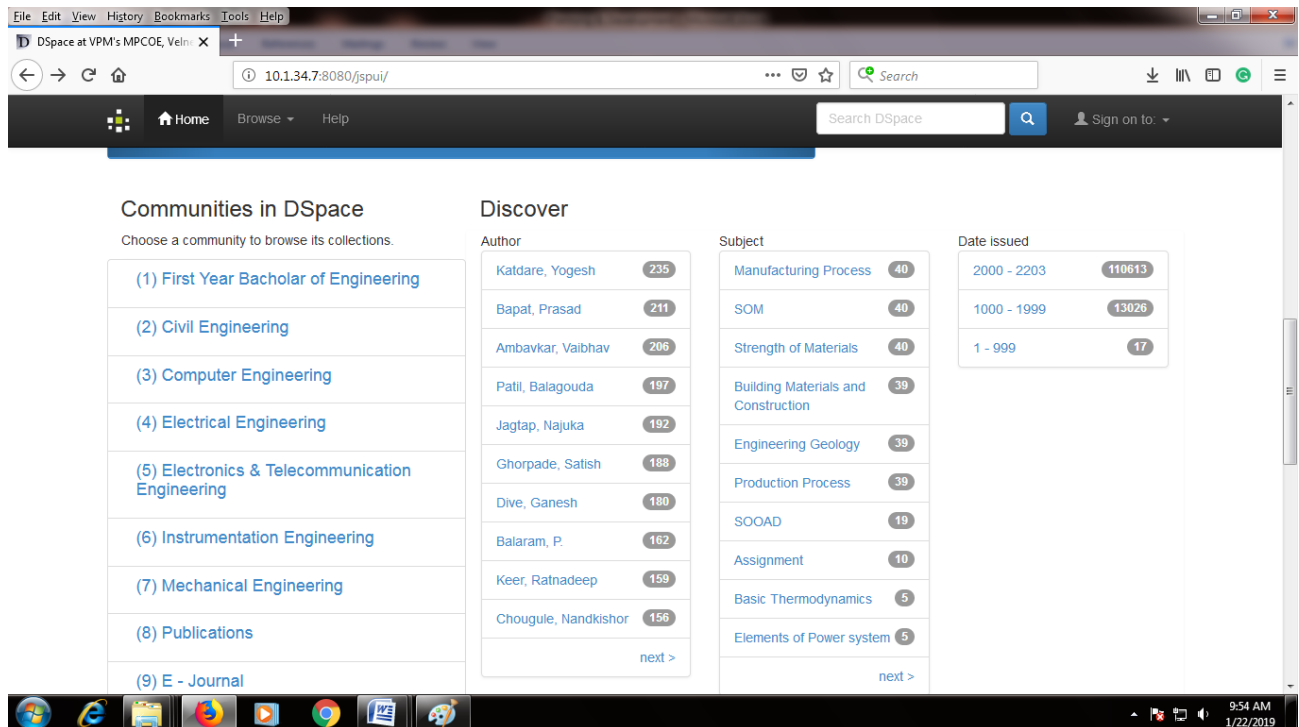 File Edit View History Bookmarks Tools Help
DSpace at VPM's MPCOE, Velne
10.1.34.7:8080/jspui/
Search
Home Browse Help
Search DSpace
Sign on to:
Communities in DSpace
Choose a community to browse its collections.
(1) First Year Bacholar of Engineering
(2) Civil Engineering
(3) Computer Engineering
(4) Electrical Engineering
(5) Electronics & Telecommunication
Engineering
(6) Instrumentation Engineering
(7) Mechanical Engineering
(8) Publications
(9) E - Journal
Discover
Author
Katdare, Yogesh 235
Bapat, Prasad 211
Ambavkar, Vaibhav 206
Patil, Balagouda 197
Jagtap, Najuka 192
Ghorpade, Satish 188
Dive, Ganesh 180
Balaram, P. 162
Keer, Ratnadeep 159
Chougule, Nandkishor 156
next >
Subject
Manufacturing Process 40
SOM 40
Strength of Materials 40
Building Materials and 39
Construction
Engineering Geology 39
Production Process 39
SOOAD 19
Assignment 10
Basic Thermodynamics 5
Elements of Power system 5
next >
Date issued
2000 - 2203 110613
1000 - 1999 13026
1 - 999 17
9:54 AM
1/22/2019